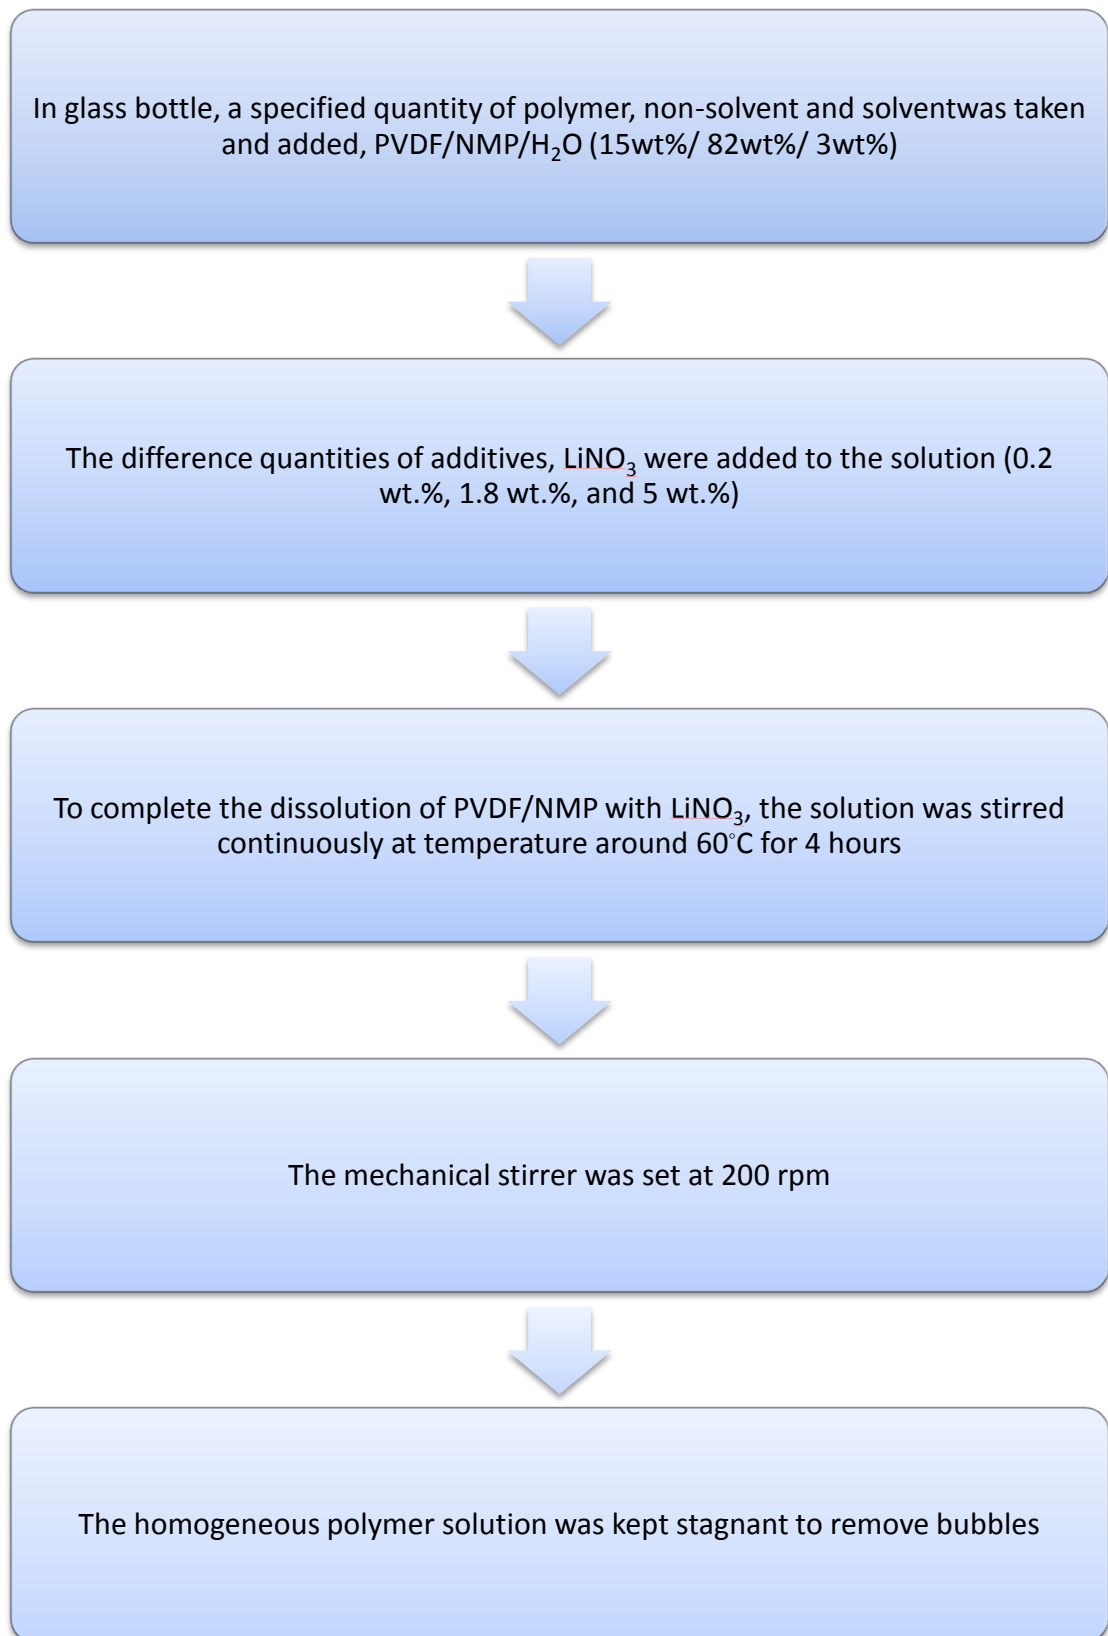 In glass bottle, a specified quantity of polymer, non-solvent and solventwas taken
and added, PVDF/NMP/H₂O (15wt%/ 82wt%/ 3wt%)
The difference quantities of additives, LiNO₃ were added to the solution (0.2
wt.%, 1.8 wt.%, and 5 wt.%)
To complete the dissolution of PVDF/NMP with LiNO₃, the solution was stirred
continuously at temperature around 60°C for 4 hours
The mechanical stirrer was set at 200 rpm
The homogeneous polymer solution was kept stagnant to remove bubbles